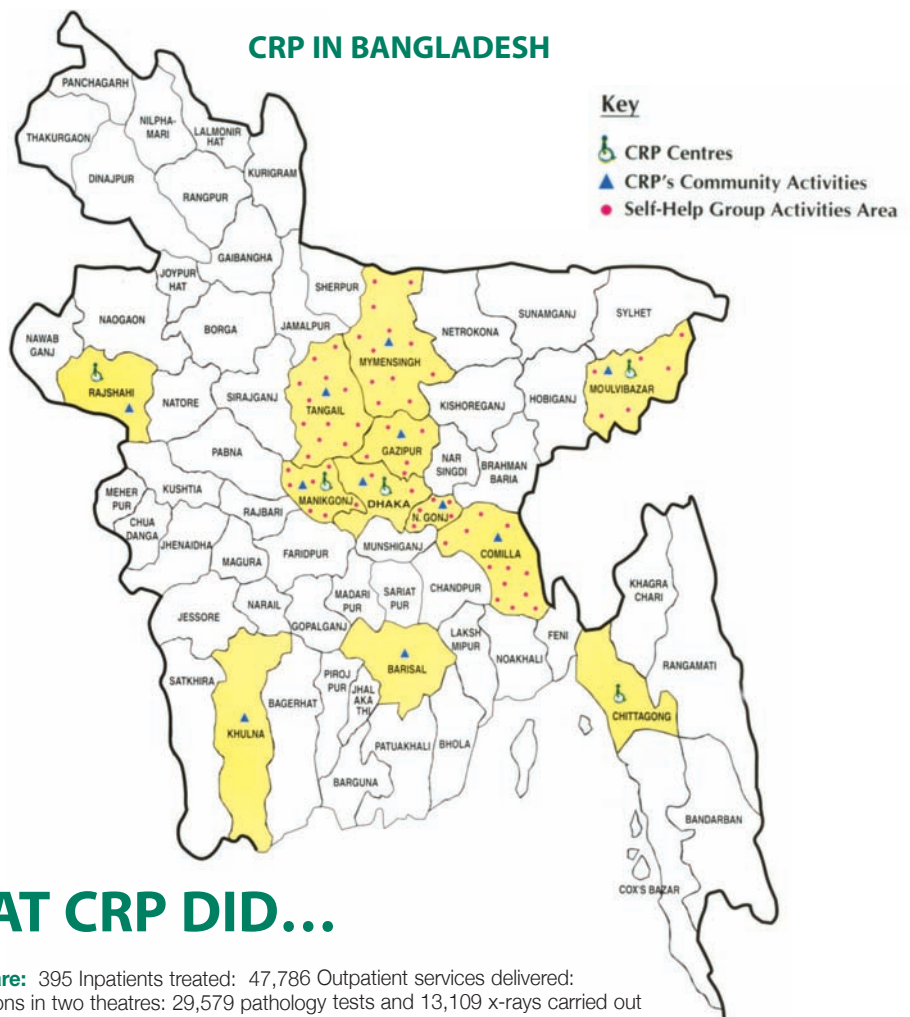 CRP IN BANGLADESH
Key
CRP Centres
CRP's Community Activities
Self-Help Group Activities Area
PANCHAGARH
THAKURGAON
NILPHA-
MARI
LALMONIR
HAT
KURIGRAM
DINAJPUR
RANGPUR
GAIBANGHA
JOYPUR
HAT
SHERPUR
NAOGAON
BORGA
JAMALPUR
NAWAB
GANJ
MYMENSINGH
NETROKONA
SUNAMGANJ
SYLHET
RAJSHAHI
NATORE
SIRAJGANJ
TANGAIL
KISHOREGANJ
HOBIGANJ
MOULVIBAZAR
PABNA
GAZIPUR
NAR
SINGDI
BRAHMAN
BARIA
MEHER
PUR
KUSHTIA
MANIKGONJ
DHAKA
N. GONJ
RAJBARI
CHUA
DANGA
JHENAIDHA
MAGURA
FARIDPUR
MUNSHIGANJ
COMILLA
JESSORE
NARAIL
MADARI
PUR
SARIAT
PUR
CHANDPUR
GOPALGANJ
KHAGRA
CHARI
LAKSH
MIPUR
FENI
NOAKHALI
RANGAMATI
SATKHIRA
KHULNA
BAGERHAT
PIROJ
PUR
JHAL
AKA
THI
BARISAL
CHITTAGONG
PATUAKHALI
BHOLA
BARGUNA
BANDARBAN
COX'S BAZAR
AT CRP DID...
are: 395 Inpatients treated: 47,786 Outpatient services delivered:
ons in two theatres: 29,579 pathology tests and 13,109 x-rays carried out